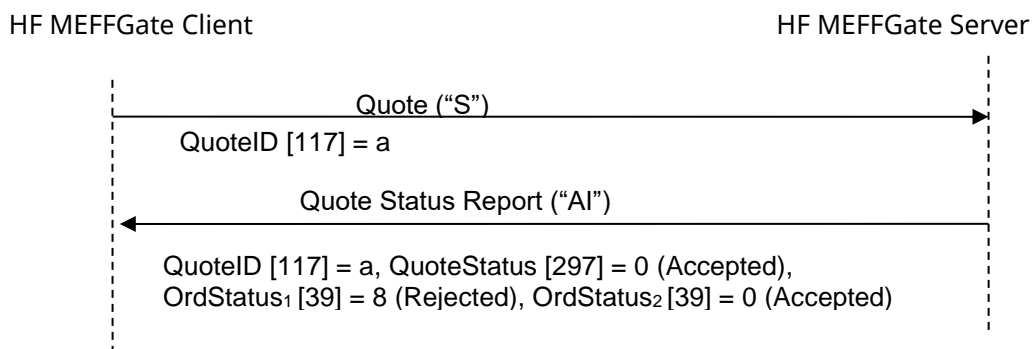 HF MEFFGate Client
HF MEFFGate Server
Quote (“S”)
QuoteID [117] = a
Quote Status Report (“AI”)
QuoteID [117] = a, QuoteStatus [297] = 0 (Accepted),
OrdStatus1 [39] = 8 (Rejected), OrdStatus2 [39] = 0 (Accepted)